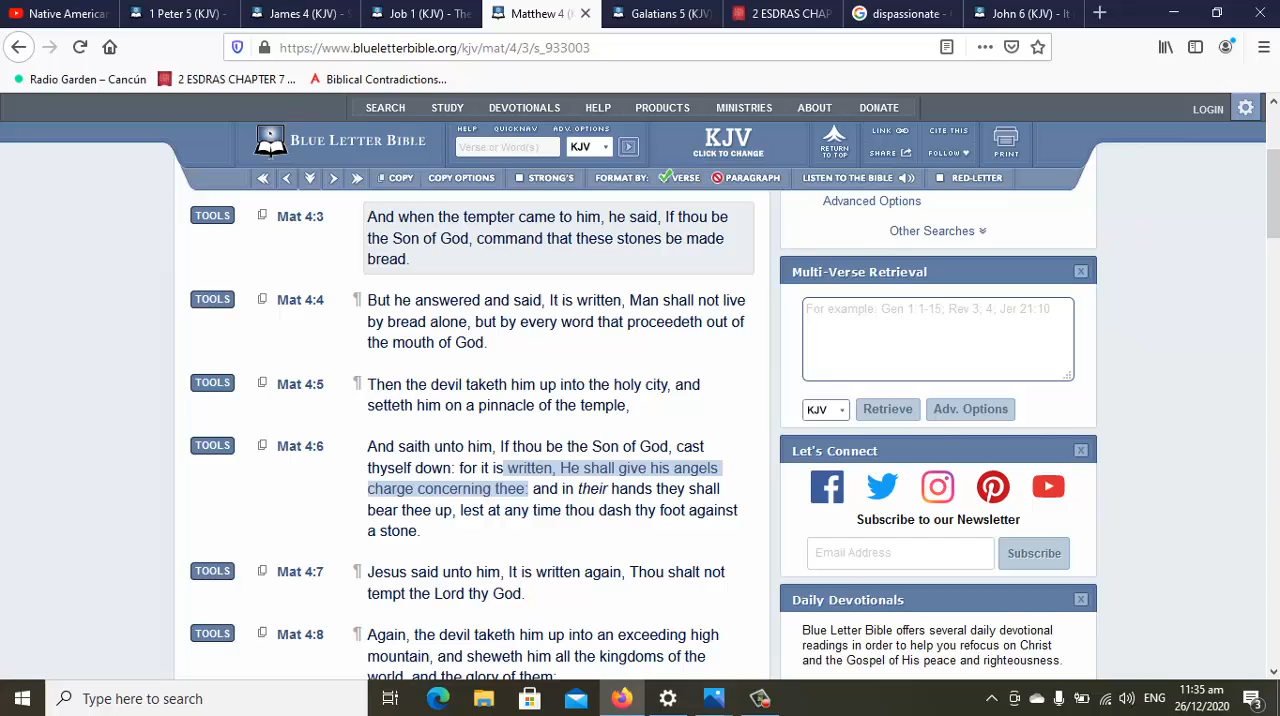 Native American
1 Peter 5 (KJV)
James 4 (KJV) - S
Job 1 (KJV) - The
Matthew 4 (
Galatians 5 (KJV)
2 ESDRAS CHAP
dispassionate -
John 6 (KJV) - It
https://www.blueletterbible.org/kjv/mat/4/3/s_933003
Radio Garden – Cancún
2 ESDRAS CHAPTER 7 ...
Biblical Contradictions...
SEARCH STUDY DEVOTIONALS HELP PRODUCTS MINISTRIES ABOUT DONATE
LOGIN
BLUE LETTER BIBLE
HELP QUICKNAV ADV. OPTIONS
Verse or Word(s)
KJV
KJV
CLICK TO CHANGE
RETURN
TO TOP
LINK
CITE THIS
SHARE
FOLLOW
PRINT
COPY COPY OPTIONS STRONG'S FORMAT BY: VERSE PARAGRAPH LISTEN TO THE BIBLE RED-LETTER
TOOLS Mat 4:3 And when the tempter came to him, he said, If thou be
the Son of God, command that these stones be made
bread.
TOOLS Mat 4:4 ¶ But he answered and said, It is written, Man shall not live
by bread alone, but by every word that proceedeth out of
the mouth of God.
TOOLS Mat 4:5 ¶ Then the devil taketh him up into the holy city, and
setteth him on a pinnacle of the temple,
TOOLS Mat 4:6 And saith unto him, If thou be the Son of God, cast
thyself down: for it is written, He shall give his angels
charge concerning thee: and in their hands they shall
bear thee up, lest at any time thou dash thy foot against
a stone.
TOOLS Mat 4:7 ¶ Jesus said unto him, It is written again, Thou shalt not
tempt the Lord thy God.
TOOLS Mat 4:8 ¶ Again, the devil taketh him up into an exceeding high
mountain, and sheweth him all the kingdoms of the
world, and the glory of them;
Advanced Options
Other Searches
Multi-Verse Retrieval
For example: Gen 1:1-15; Rev 3; 4; Jer 21:10
KJV
Retrieve
Adv. Options
Let's Connect
Subscribe to our Newsletter
Email Address
Subscribe
Daily Devotionals
Blue Letter Bible offers several daily devotional
readings in order to help you refocus on Christ
and the Gospel of His peace and righteousness.
Type here to search
ENG
11:35 am
26/12/2020
3